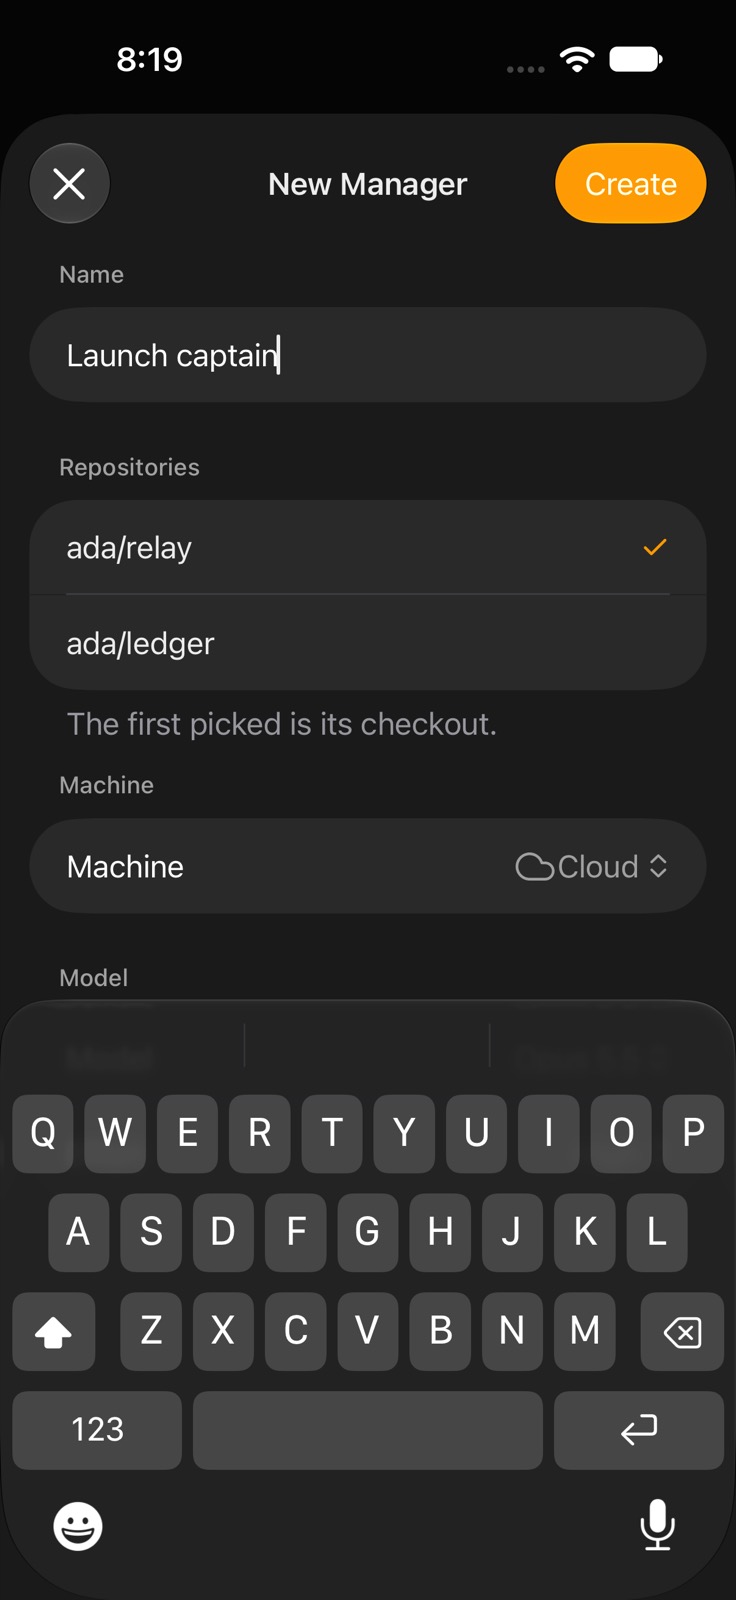 8:19
New Manager
Create
Name
Launch captain
Repositories
ada/relay
ada/ledger
The first picked is its checkout.
Machine
Machine
Cloud
Model
Model
Q W E R T Y U I O P
A S D F G H J K L
Z X C V B N M
123